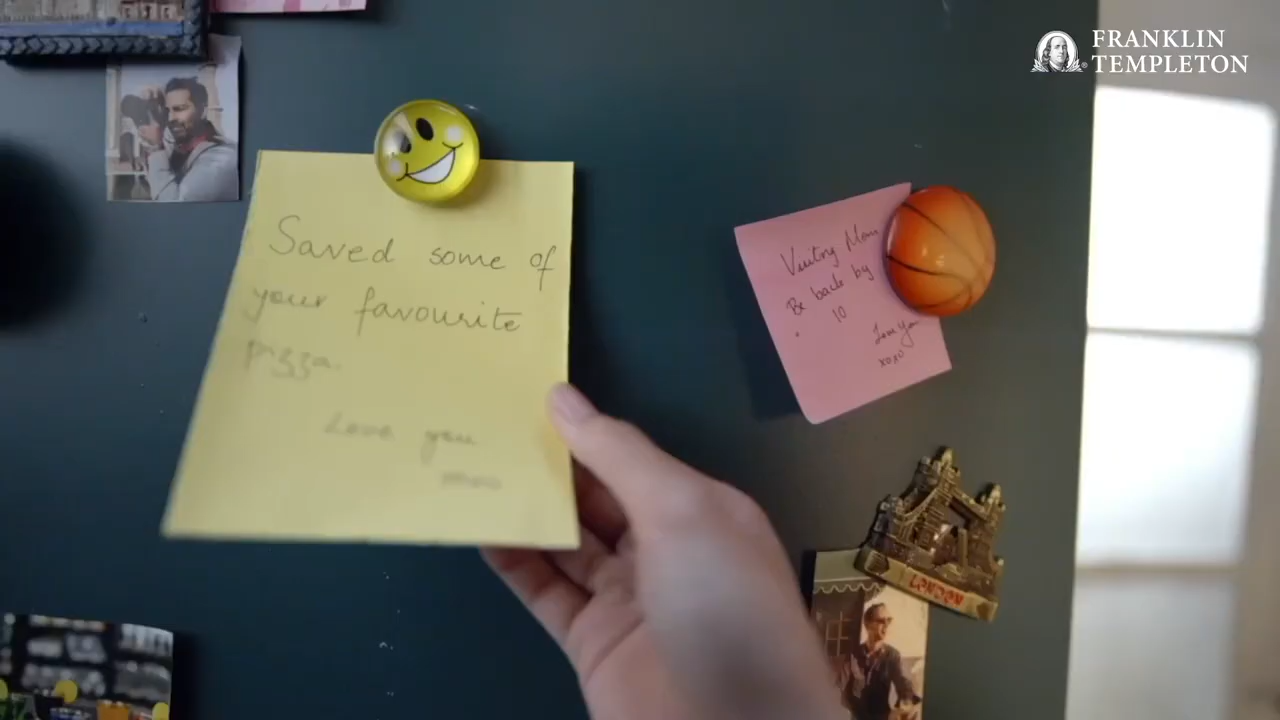 FRANKLIN
TEMPLETON
Saved some of
your favourite
pizza.
Love you
Visiting Mom
Be back by
10
Love You
xoxo
LONDON